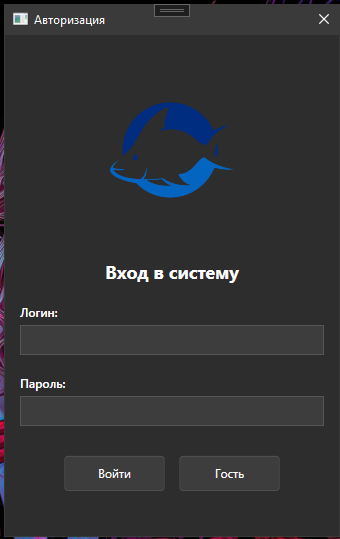 Авторизация
Вход в систему
Логин:
Пароль:
Войти
Гость